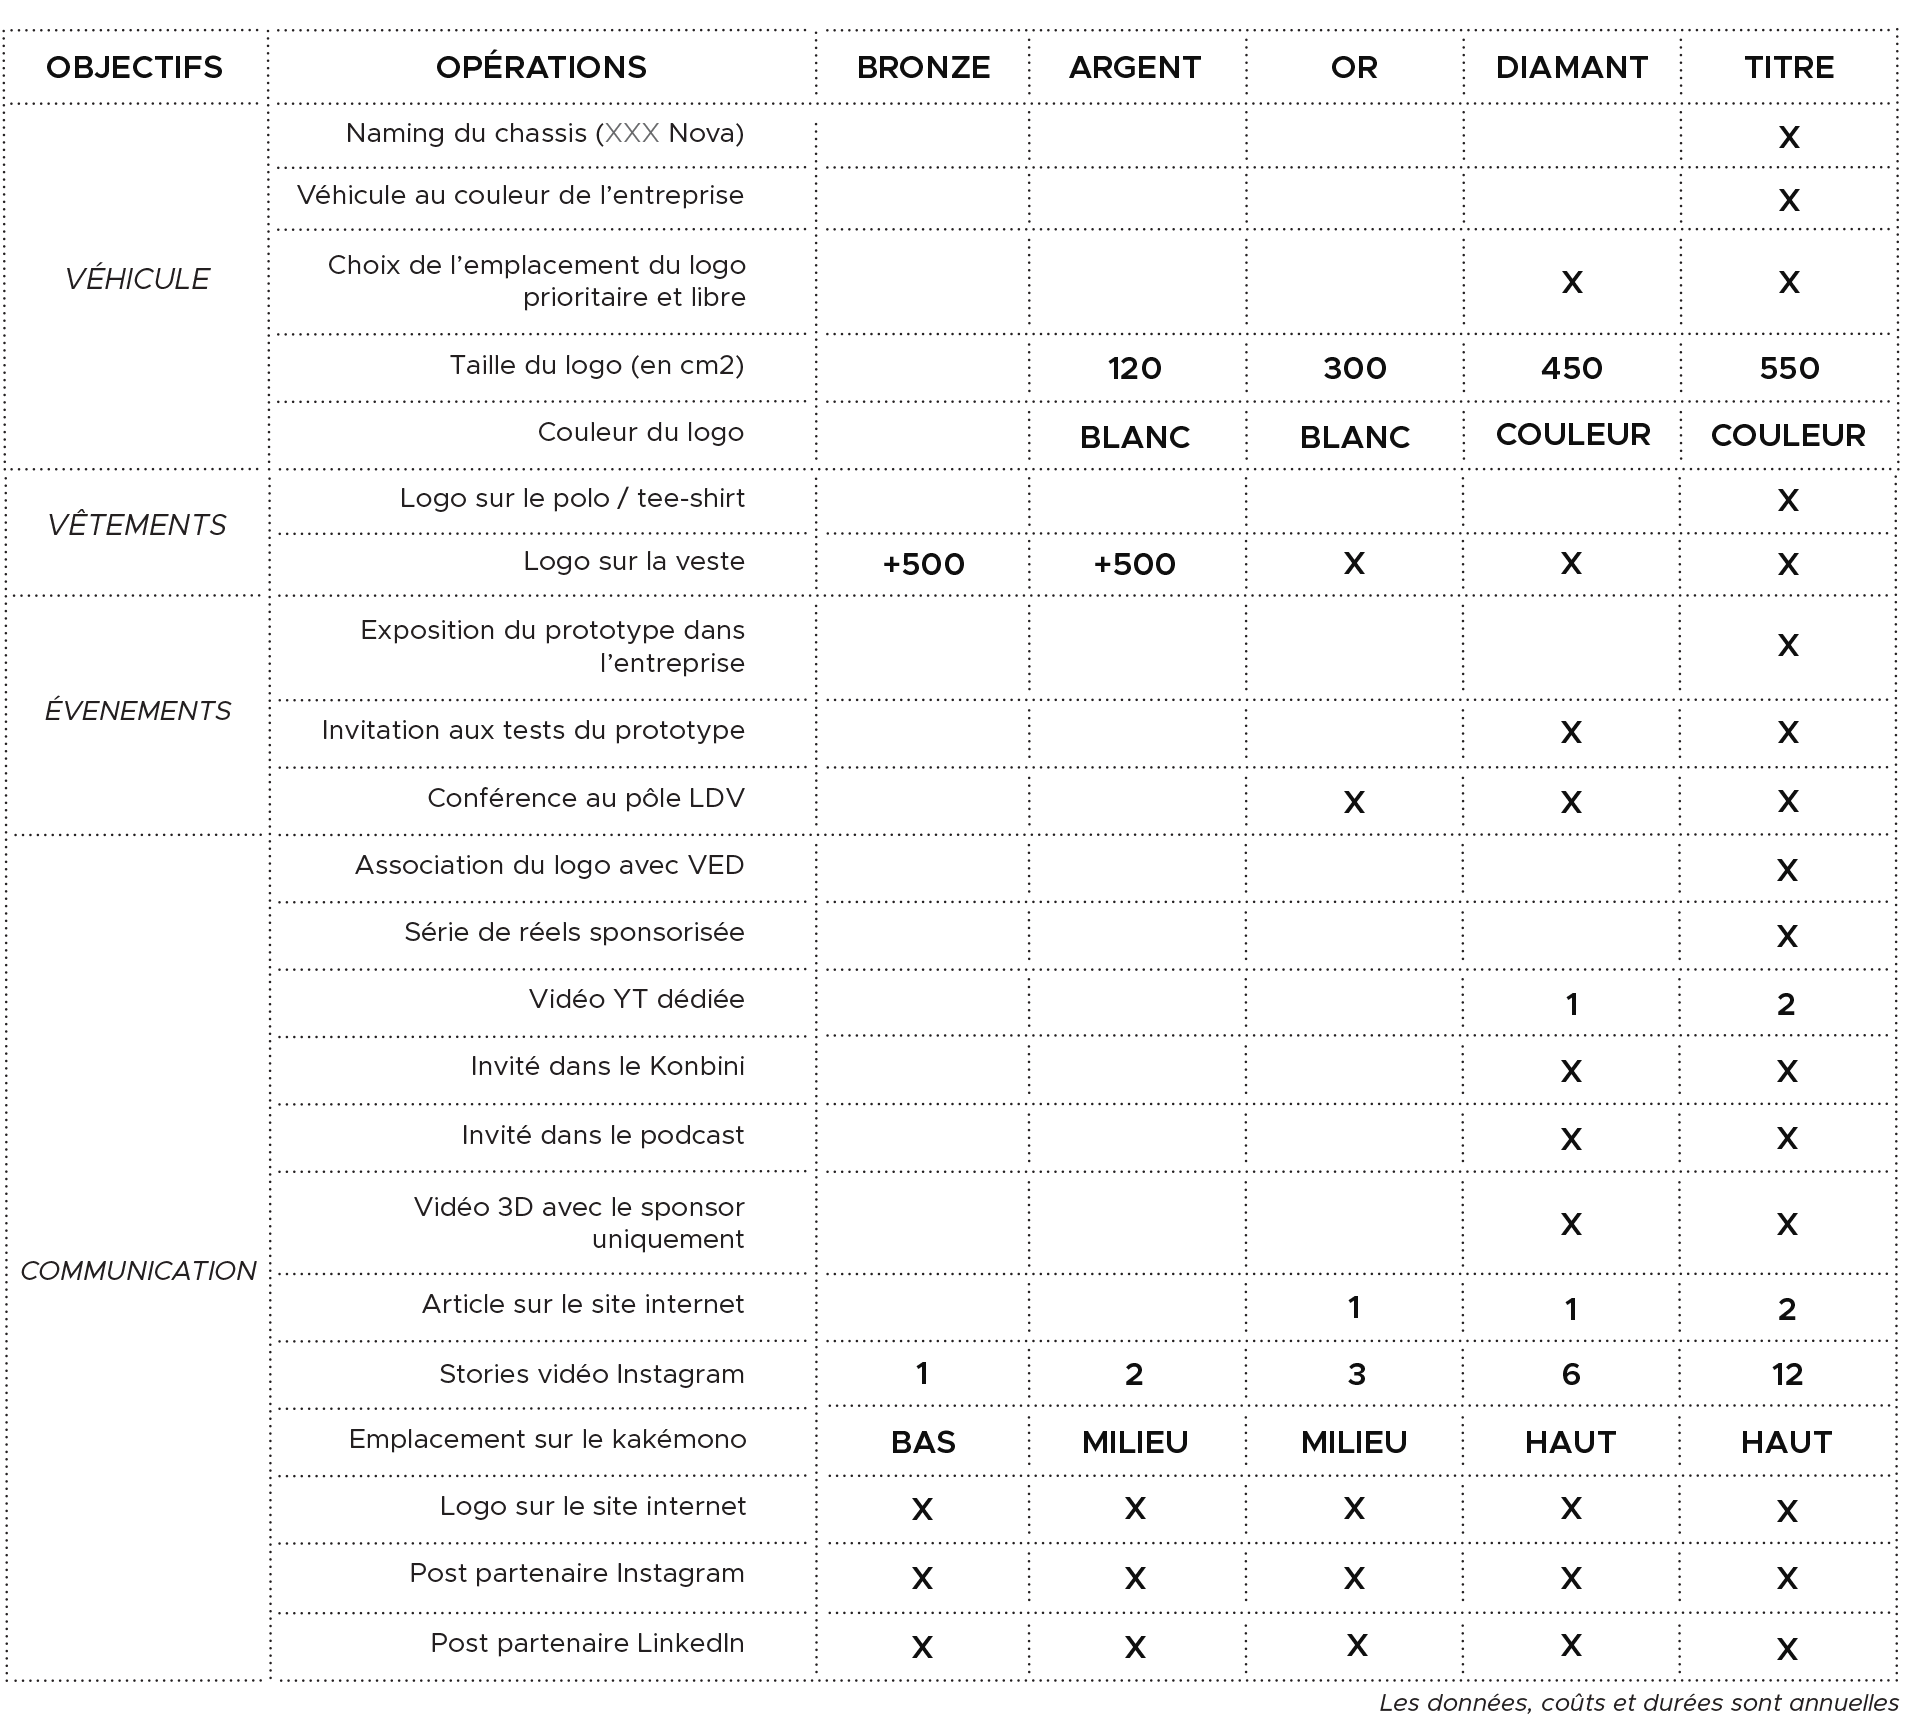 OBJECTIFS OPÉRATIONS BRONZE ARGENT OR DIAMANT TITRE
VÉHICULE
Naming du chassis (XXX Nova) X
Véhicule au couleur de l'entreprise X
Choix de l'emplacement du logo
prioritaire et libre X X
Taille du logo (en cm2) 120 300 450 550
Couleur du logo BLANC BLANC COULEUR COULEUR
VÊTEMENTS
Logo sur le polo / tee-shirt X
Logo sur la veste +500 +500 X X X
ÉVENEMENTS
Exposition du prototype dans
l'entreprise X
Invitation aux tests du prototype X X
Conférence au pôle LDV X X X
COMMUNICATION
Association du logo avec VED X
Série de réels sponsorisée X
Vidéo YT dédiée 1 2
Invité dans le Konbini X X
Invité dans le podcast X X
Vidéo 3D avec le sponsor
uniquement X X
Article sur le site internet 1 1 2
Stories vidéo Instagram 1 2 3 6 12
Emplacement sur le kakémono BAS MILIEU MILIEU HAUT HAUT
Logo sur le site internet X X X X X
Post partenaire Instagram X X X X X
Post partenaire LinkedIn X X X X X
Les données, coûts et durées sont annuelles